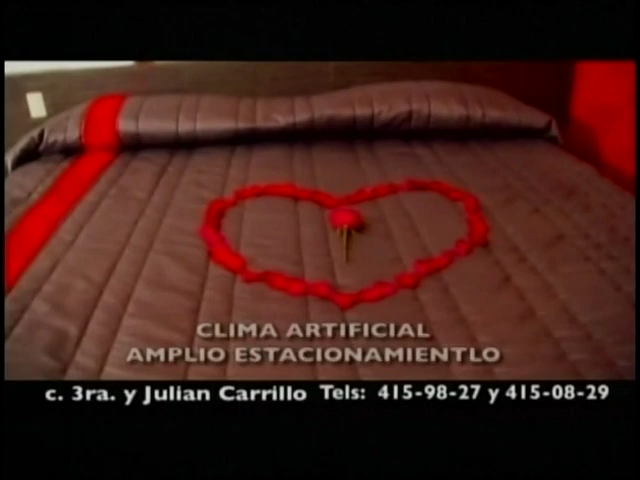 CLIMA ARTIFICIAL
AMPLIO ESTACIONAMIENTLO
c. 3ra. y Julian Carrillo Tels: 415-98-27 y 415-08-29